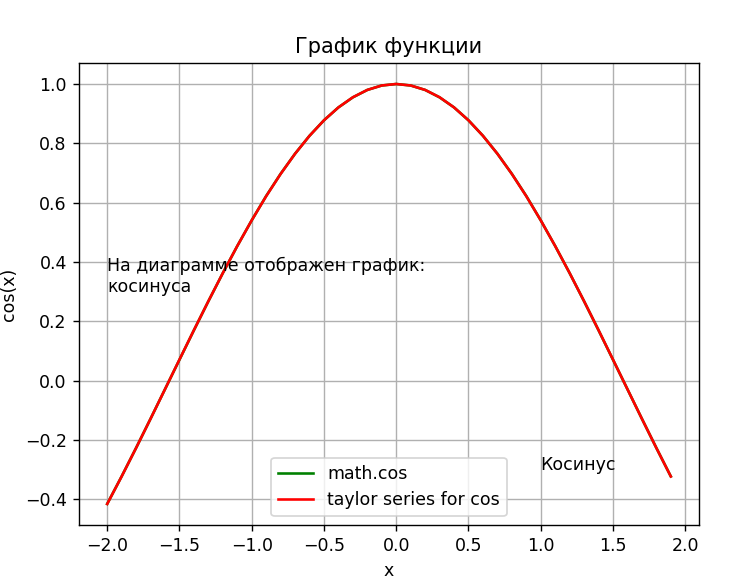 График функции
1.0
0.8
0.6
0.4
0.2
0.0
−0.2
−0.4
cos(x)
На диаграмме отображен график:
косинуса
Косинус
math.cos
taylor series for cos
−2.0 −1.5 −1.0 −0.5 0.0 0.5 1.0 1.5 2.0
x